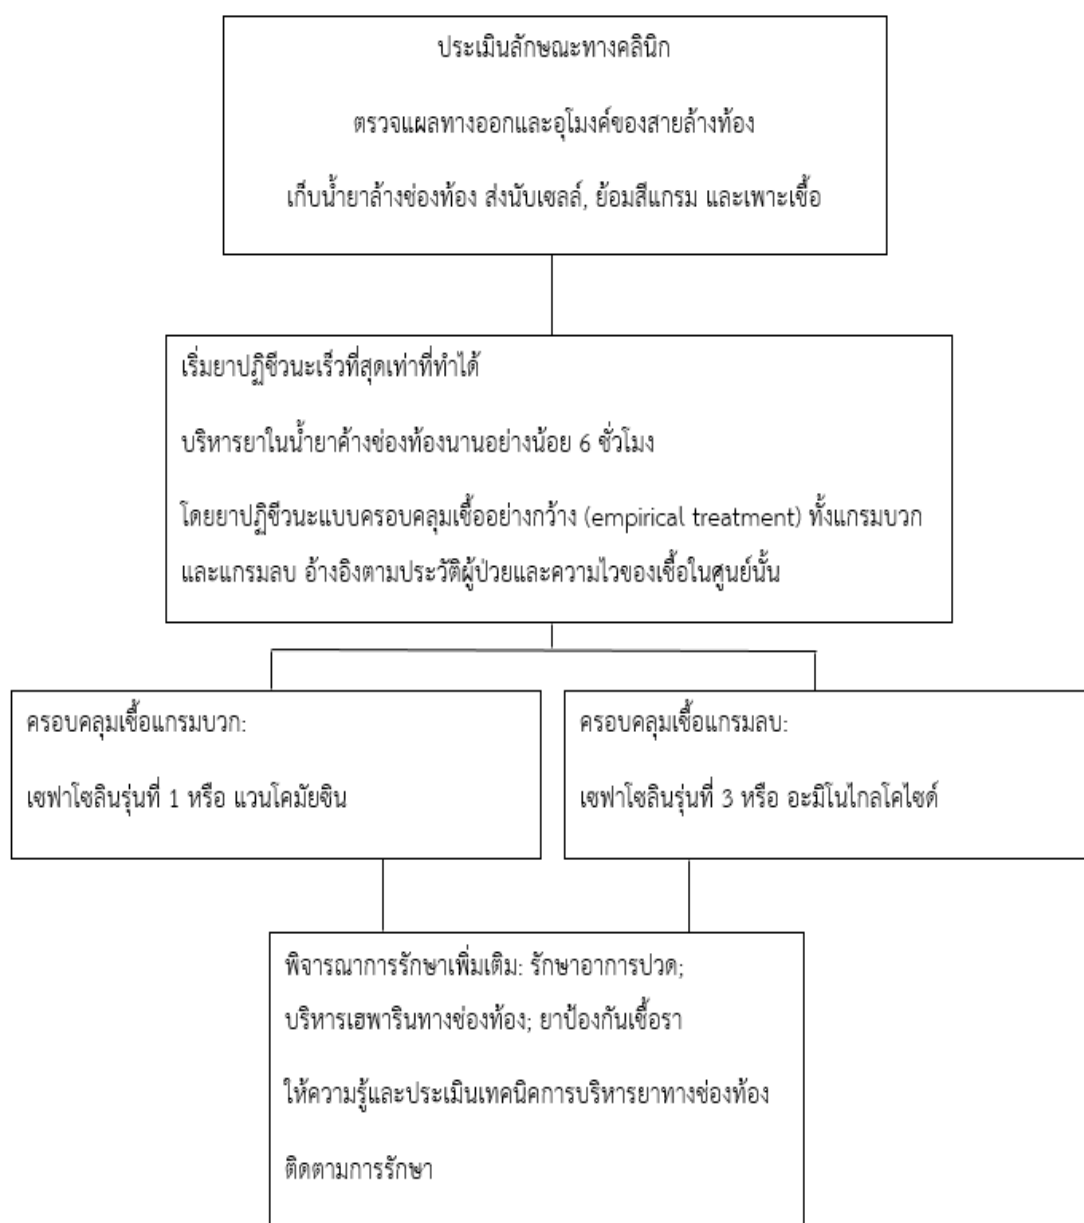 ประเมินลักษณะทางคลินิก
ตรวจแผลทางออกและอุโมงค์ของสายล้างท้อง
เก็บน้ำยาล้างช่องท้อง ส่งนับเซลล์, ย้อมสีแกรม และเพาะเชื้อ
เริ่มยาปฏิชีวนะเร็วที่สุดเท่าที่ทำได้
บริหารยาในน้ำยาค้างช่องท้องนานอย่างน้อย 6 ชั่วโมง
โดยยาปฏิชีวนะแบบครอบคลุมเชื้ออย่างกว้าง (empirical treatment) ทั้งแกรมบวก
และแกรมลบ อ้างอิงตามประวัติผู้ป่วยและความไวของเชื้อในศูนย์นั้น
ครอบคลุมเชื้อแกรมบวก:
เซฟาโซลินรุ่นที่ 1 หรือ แวนโคมัยซิน
ครอบคลุมเชื้อแกรมลบ:
เซฟาโซลินรุ่นที่ 3 หรือ อะมิโนไกลโคไซด์
พิจารณาการรักษาเพิ่มเติม: รักษาอาการปวด;
บริหารเฮพารินทางช่องท้อง; ยาป้องกันเชื้อรา
ให้ความรู้และประเมินเทคนิคการบริหารยาทางช่องท้อง
ติดตามการรักษา